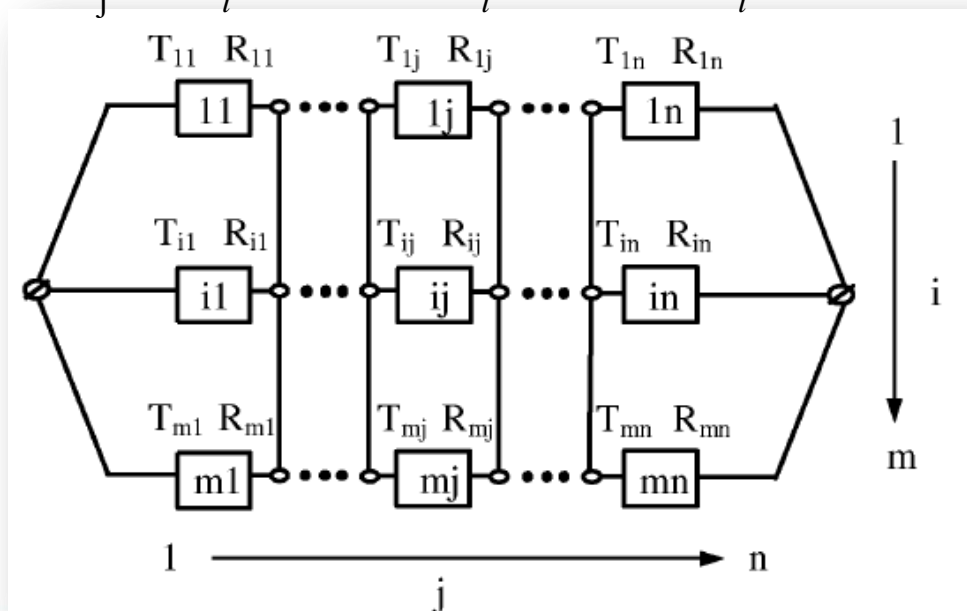 j l l l
T11 R11 T1j R1j T1n R1n
11 1j 1n
1
Ti1 Ri1 Tij Rij Tin Rin
i1 ij in
i
Tm1 Rm1 Tmj Rmj Tmn Rmn
m1 mj mn
m
1 n
j